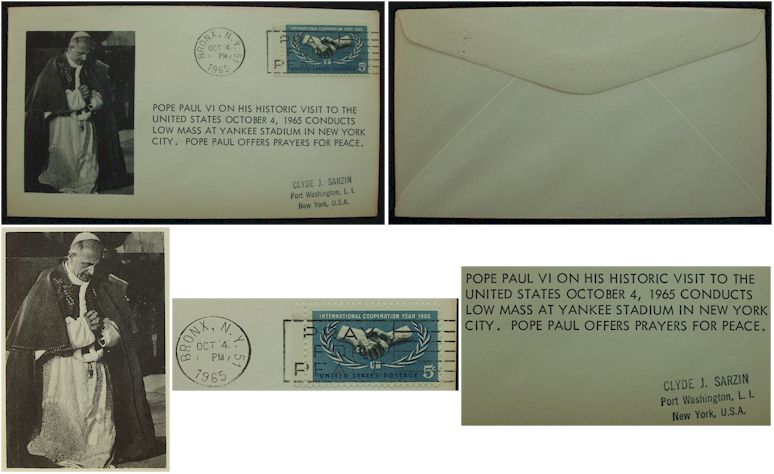 BRONX, N.Y. 51
OCT 4
PM
1965
INTERNATIONAL COOPERATION YEAR 1965
UNITED STATES POSTAGE 5¢
POPE PAUL VI ON HIS HISTORIC VISIT TO THE
UNITED STATES OCTOBER 4, 1965 CONDUCTS
LOW MASS AT YANKEE STADIUM IN NEW YORK
CITY. POPE PAUL OFFERS PRAYERS FOR PEACE.
CLYDE J. SARZIN
Port Washington, L. I.
New York, U.S.A.
BRONX, N.Y. 51
OCT 4
PM
1965
INTERNATIONAL COOPERATION YEAR 1965
UNITED STATES POSTAGE 5¢
POPE PAUL VI ON HIS HISTORIC VISIT TO THE
UNITED STATES OCTOBER 4, 1965 CONDUCTS
LOW MASS AT YANKEE STADIUM IN NEW YORK
CITY. POPE PAUL OFFERS PRAYERS FOR PEACE.
CLYDE J. SARZIN
Port Washington, L. I.
New York, U.S.A.